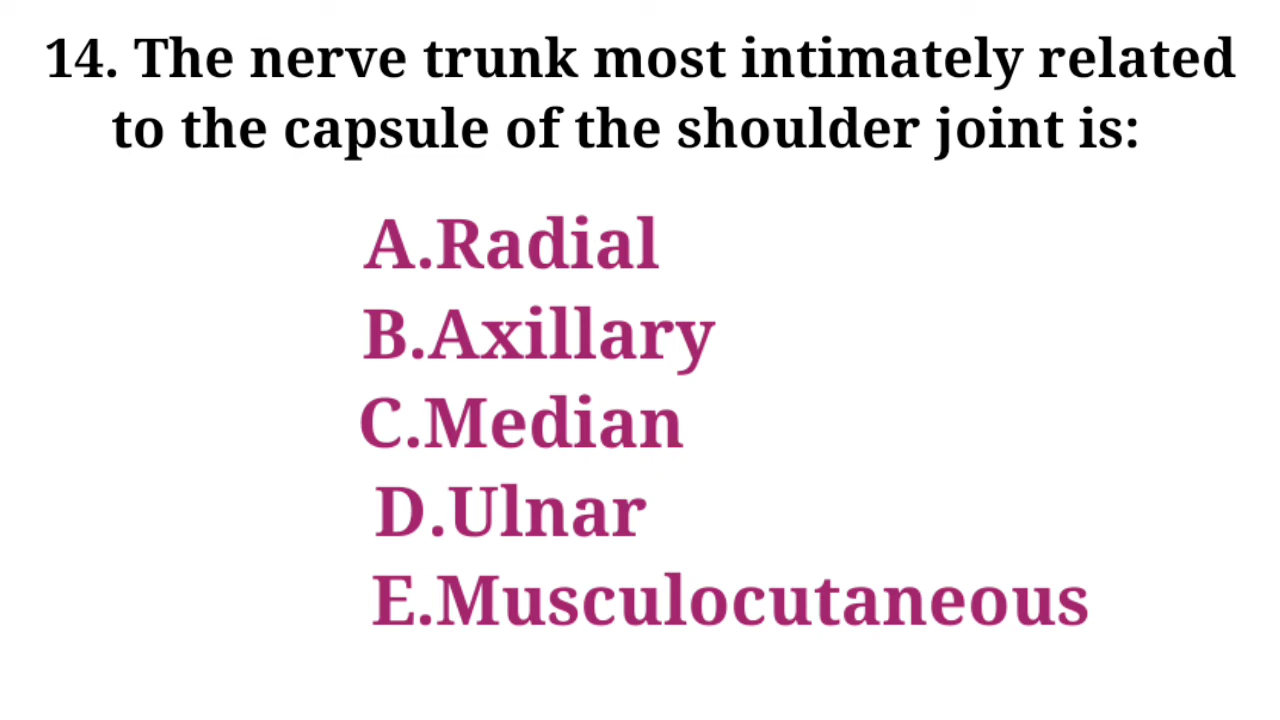 14. The nerve trunk most intimately related
to the capsule of the shoulder joint is:
A.Radial
B.Axillary
C.Median
D.Ulnar
E.Musculocutaneous